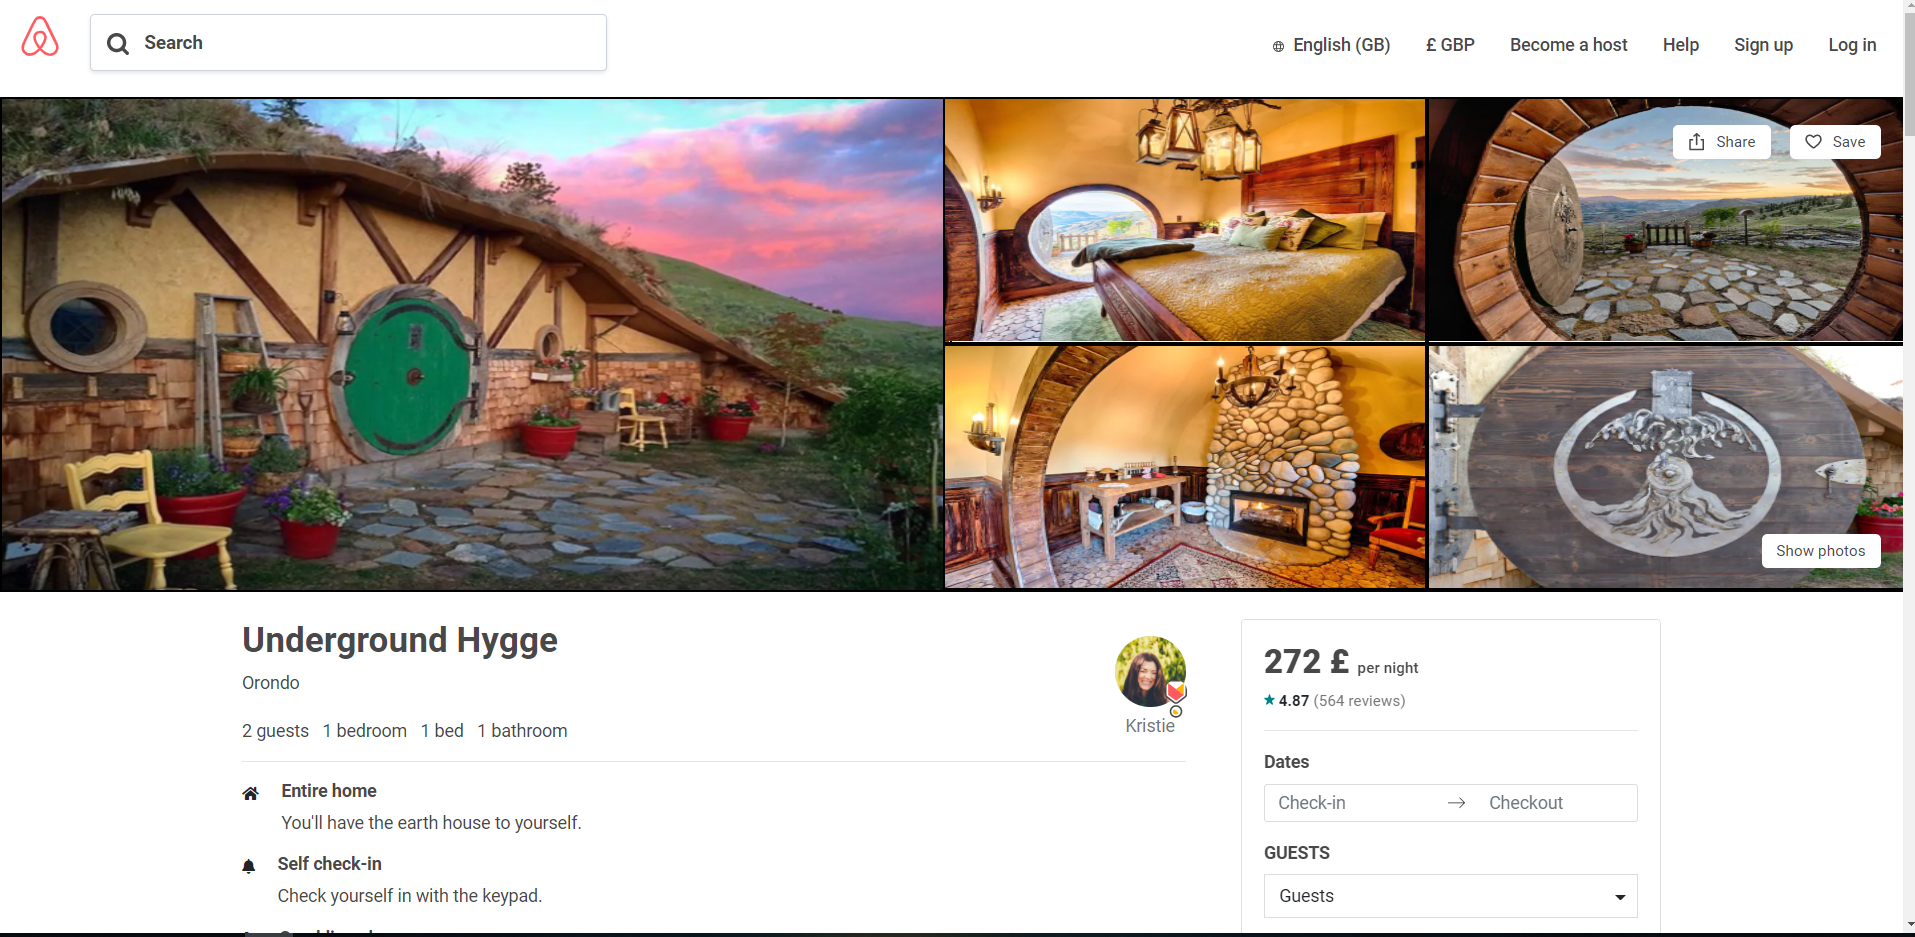 Search
English (GB)
£ GBP
Become a host
Help
Sign up
Log in
Share
Save
Show photos
Underground Hygge
Orondo
2 guests 1 bedroom 1 bed 1 bathroom
Kristie
Entire home
You'll have the earth house to yourself.
Self check-in
Check yourself in with the keypad.
272 £ per night
4.87 (564 reviews)
Dates
Check-in → Checkout
GUESTS
Guests